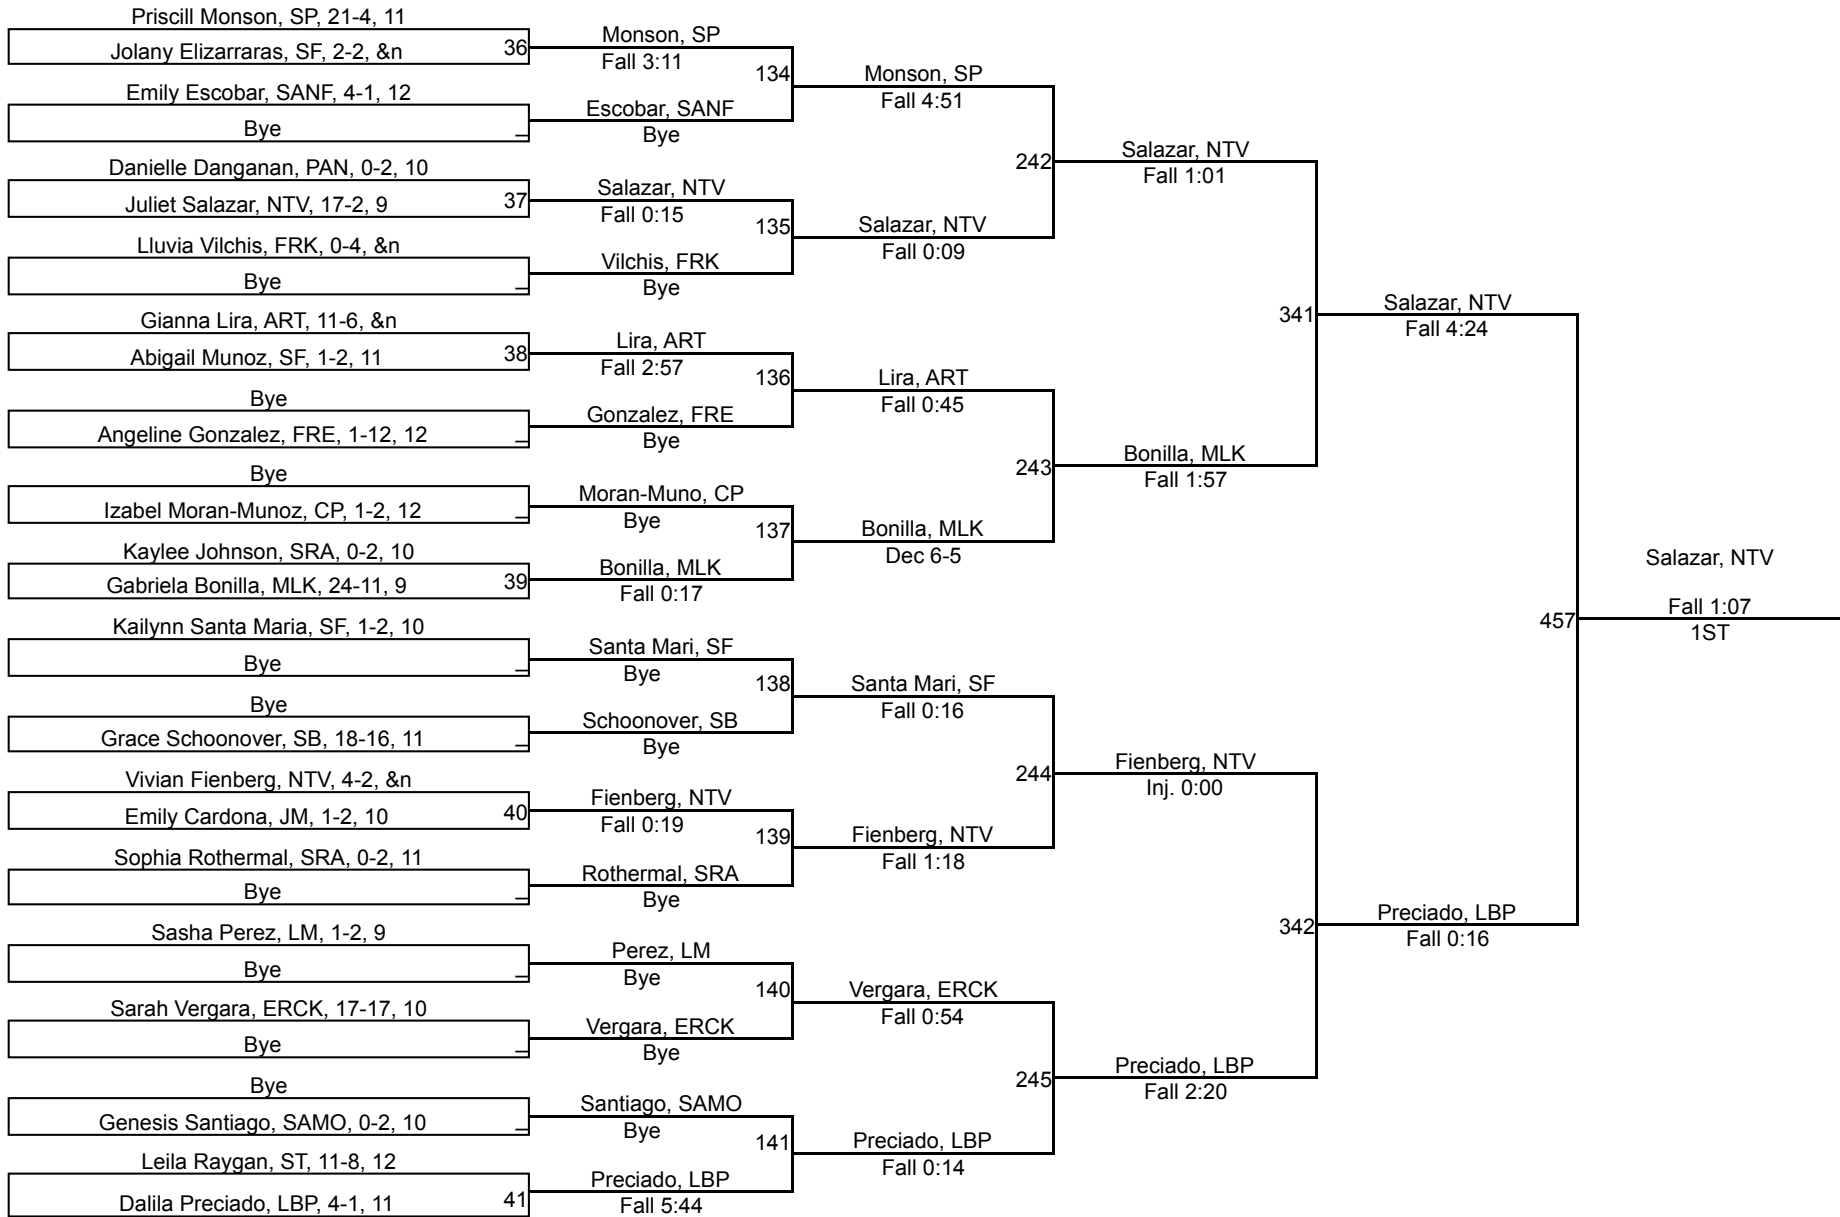 Priscill Monson, SP, 21-4, 11
Jolany Elizarraras, SF, 2-2, &n
36
Emily Escobar, SANF, 4-1, 12
Bye
_
Danielle Danganan, PAN, 0-2, 10
Juliet Salazar, NTV, 17-2, 9
37
Lluvia Vilchis, FRK, 0-4, &n
Bye
_
Gianna Lira, ART, 11-6, &n
Abigail Munoz, SF, 1-2, 11
38
Bye
Angeline Gonzalez, FRE, 1-12, 12
_
Bye
Izabel Moran-Munoz, CP, 1-2, 12
_
Kaylee Johnson, SRA, 0-2, 10
Gabriela Bonilla, MLK, 24-11, 9
39
Kailynn Santa Maria, SF, 1-2, 10
Bye
_
Bye
Grace Schoonover, SB, 18-16, 11
_
Vivian Fienberg, NTV, 4-2, &n
Emily Cardona, JM, 1-2, 10
40
Sophia Rothermal, SRA, 0-2, 11
Bye
_
Sasha Perez, LM, 1-2, 9
Bye
_
Sarah Vergara, ERCK, 17-17, 10
Bye
_
Bye
Genesis Santiago, SAMO, 0-2, 10
_
Leila Raygan, ST, 11-8, 12
Dalila Preciado, LBP, 4-1, 11
41
Monson, SP
Fall 3:11
134
Escobar, SANF
Bye
Salazar, NTV
Fall 0:15
135
Vilchis, FRK
Bye
Lira, ART
Fall 2:57
136
Gonzalez, FRE
Bye
Moran-Muno, CP
Bye
137
Bonilla, MLK
Fall 0:17
Santa Mari, SF
Bye
138
Schoonover, SB
Bye
Fienberg, NTV
Fall 0:19
139
Rothermal, SRA
Bye
Perez, LM
Bye
140
Vergara, ERCK
Bye
Santiago, SAMO
Bye
141
Preciado, LBP
Fall 5:44
Monson, SP
Fall 4:51
242
Salazar, NTV
Fall 0:09
Lira, ART
Fall 0:45
243
Bonilla, MLK
Dec 6-5
Santa Mari, SF
Fall 0:16
244
Fienberg, NTV
Fall 1:18
Vergara, ERCK
Fall 0:54
245
Preciado, LBP
Fall 0:14
Salazar, NTV
Fall 1:01
341
Bonilla, MLK
Fall 1:57
Fienberg, NTV
Inj. 0:00
342
Preciado, LBP
Fall 2:20
Salazar, NTV
Fall 4:24
457
Preciado, LBP
Fall 0:16
Salazar, NTV
Fall 1:07
1ST